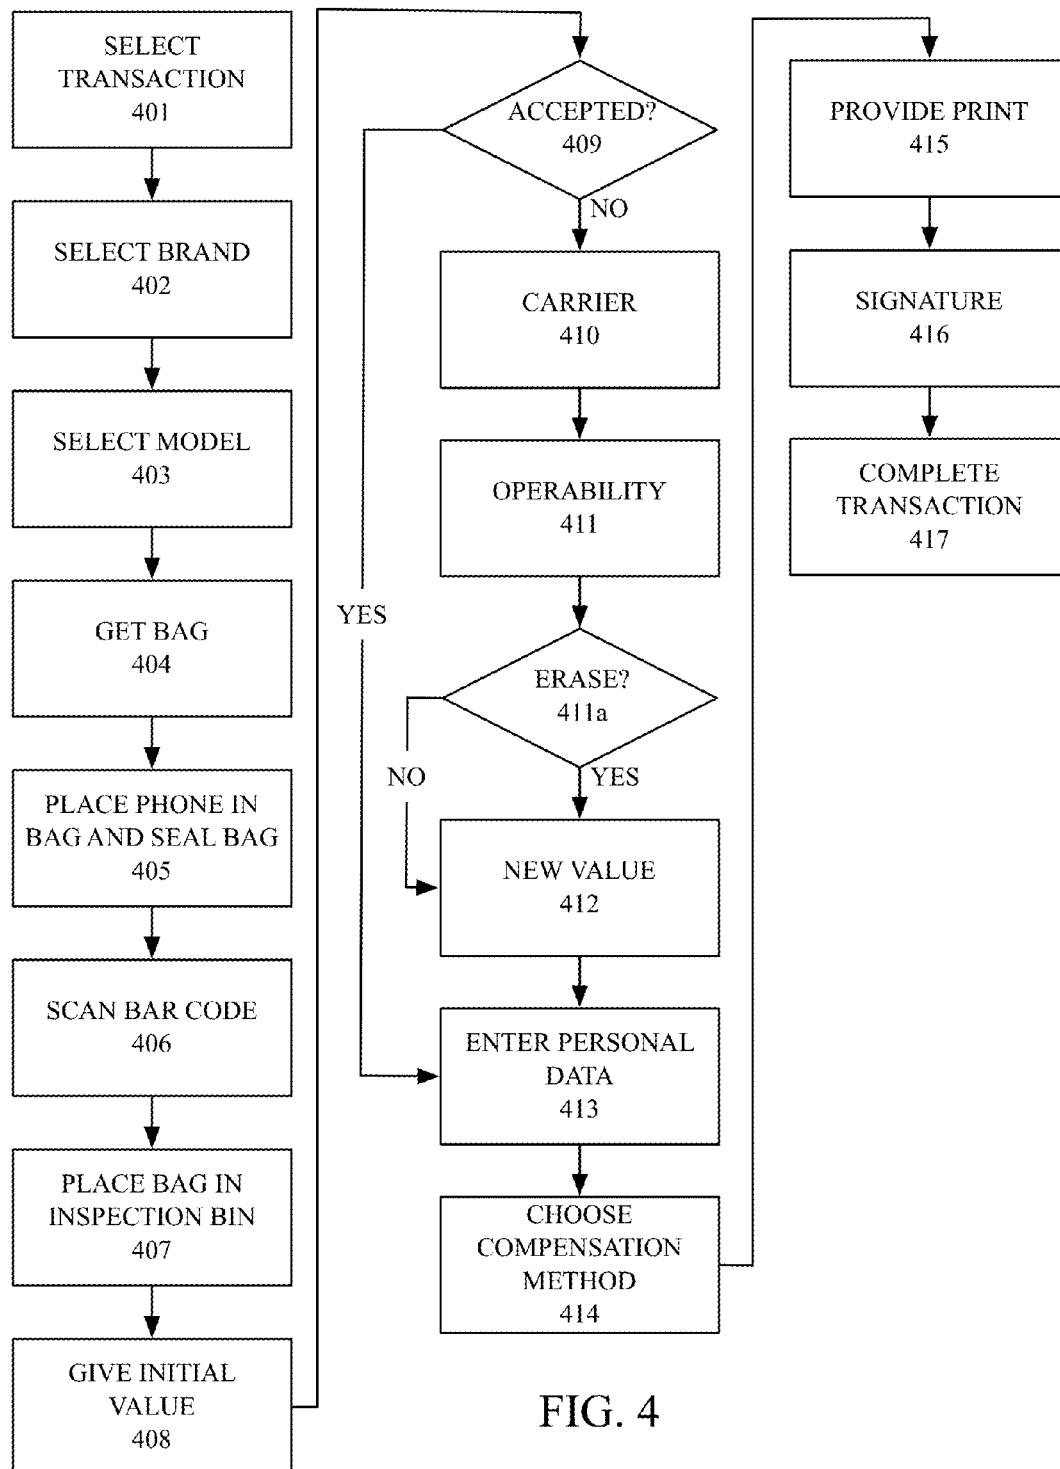 SELECT
TRANSACTION
401
SELECT BRAND
402
SELECT MODEL
403
GET BAG
404
PLACE PHONE IN
BAG AND SEAL BAG
405
SCAN BAR CODE
406
PLACE BAG IN
INSPECTION BIN
407
GIVE INITIAL
VALUE
408
ACCEPTED?
409
NO
YES
CARRIER
410
OPERABILITY
411
ERASE?
411a
NO
YES
NEW VALUE
412
ENTER PERSONAL
DATA
413
CHOOSE
COMPENSATION
METHOD
414
PROVIDE PRINT
415
SIGNATURE
416
COMPLETE
TRANSACTION
417
FIG. 4